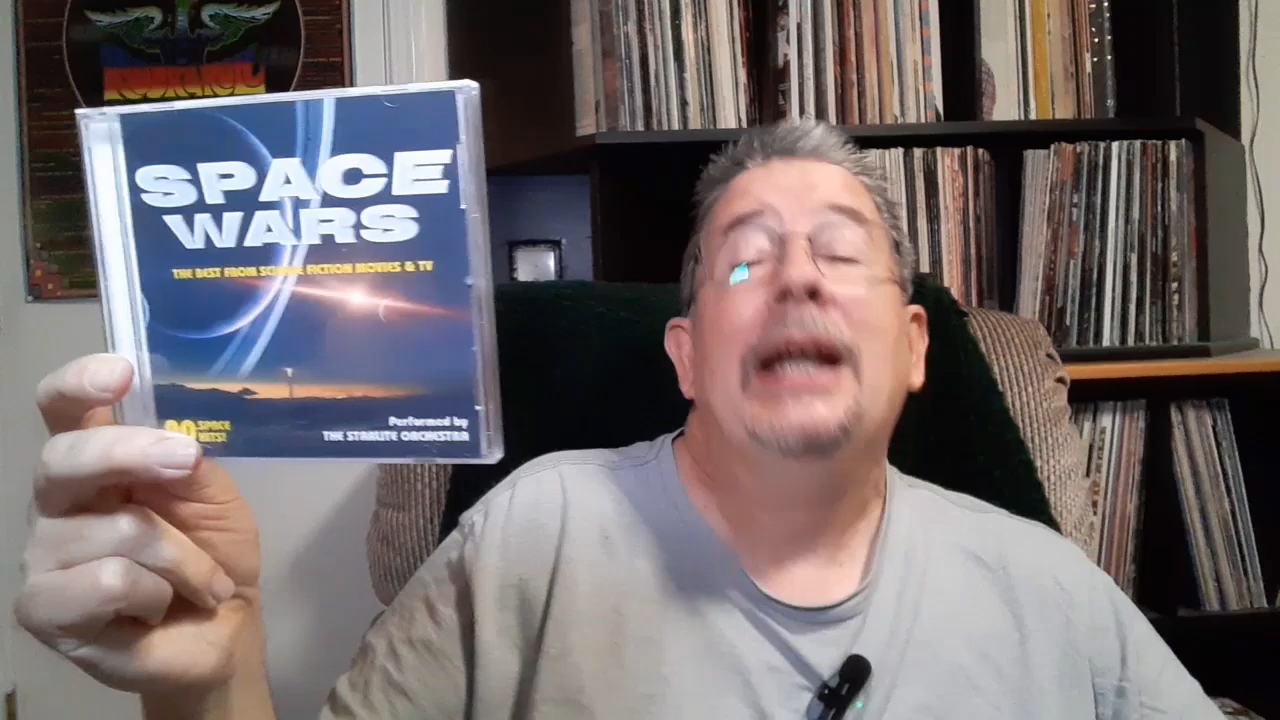 SPACE
WARS
THE BEST FROM SCIENCE FICTION MOVIES & TV
SPACE
HITS!
Performed by
THE STARLITE ORCHESTRA